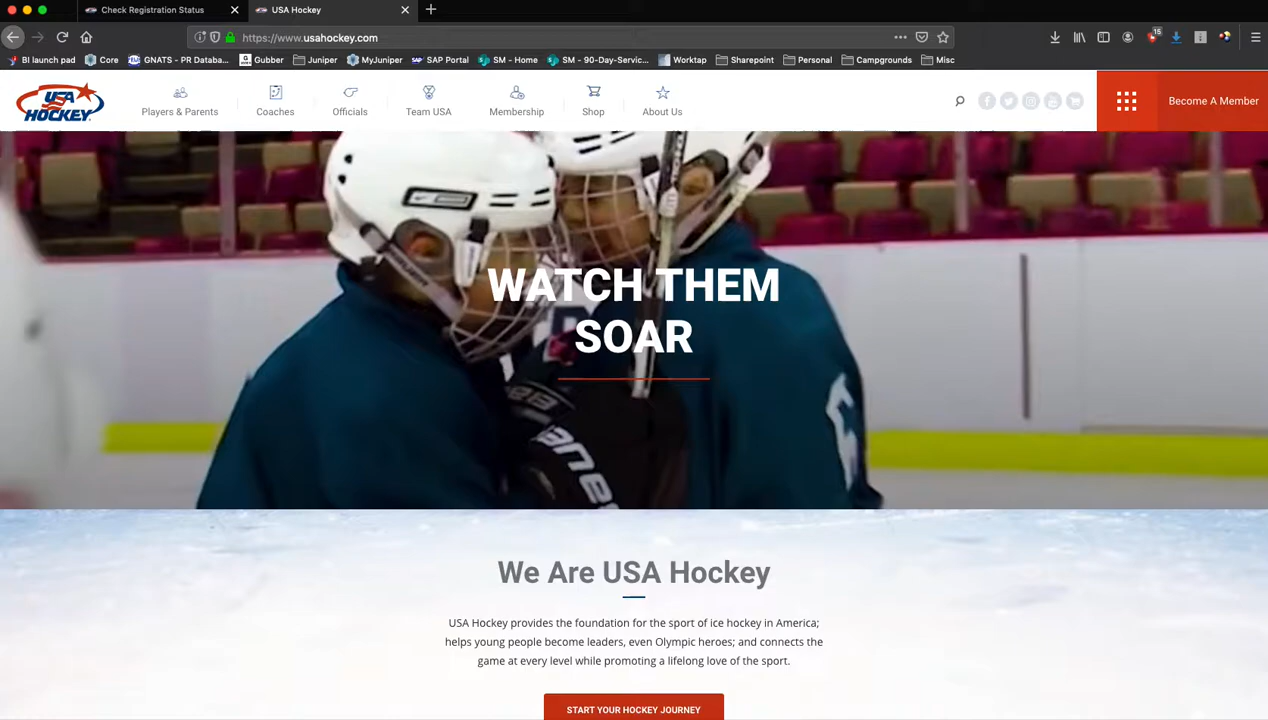 Check Registration Status
USA Hockey
https://www.usahockey.com
15
BI launch pad
Core
GNATS - PR Databa...
Gubber
Juniper
MyJuniper
SAP Portal
SM - Home
SM - 90-Day-Servic...
Worktap
Sharepoint
Personal
Campgrounds
Misc
USA
HOCKEY
Players & Parents
Coaches
Officials
Team USA
Membership
Shop
About Us
Become A Member
WATCH THEM
SOAR
We Are USA Hockey
USA Hockey provides the foundation for the sport of ice hockey in America;
helps young people become leaders, even Olympic heroes; and connects the
game at every level while promoting a lifelong love of the sport.
START YOUR HOCKEY JOURNEY